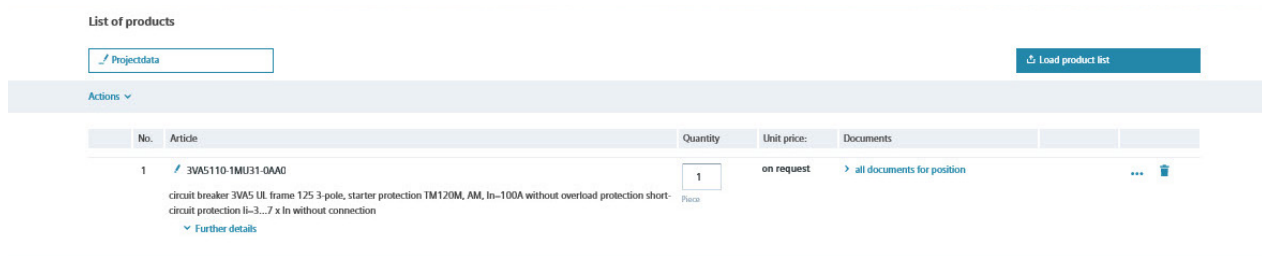 List of products
Projectdata
Load product list
Actions
No. Article Quantity Unit price: Documents
1 3VA5110-1MU31-0AA0 1 on request all documents for position
circuit breaker 3VA5 UL frame 125 3-pole, starter protection TM120M, AM, In=100A without overload protection short- Piece
circuit protection Ii=3...7 x In without connection
Further details